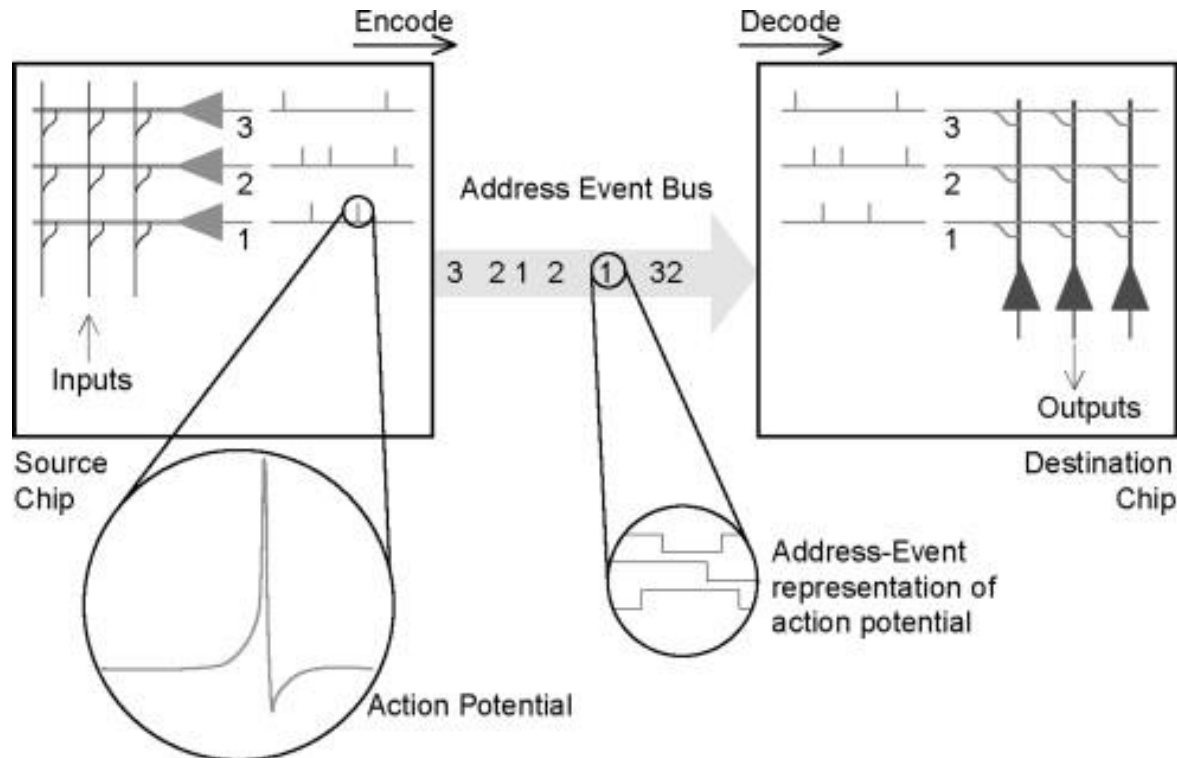 Encode
Decode
3
2
1
Inputs
Source
Chip
Address Event Bus
3 2 1 2 1 32
3
2
1
Outputs
Destination
Chip
Action Potential
Address-Event
representation of
action potential